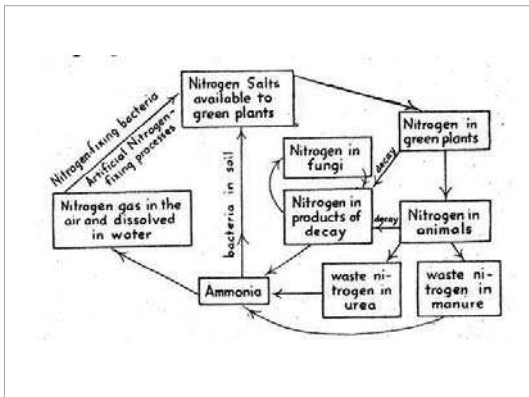 Nitrogen Salts
available to
green plants
Nitrogen-fixing bacteria
Artificial Nitrogen-
fixing processes
Nitrogen in
green plants
Nitrogen in
fungi
decay
bacteria in soil
Nitrogen gas in the
air and dissolved
in water
Nitrogen in
products of
decay
decay
Nitrogen in
animals
Ammonia
waste ni-
trogen in
urea
waste ni-
trogen in
manure